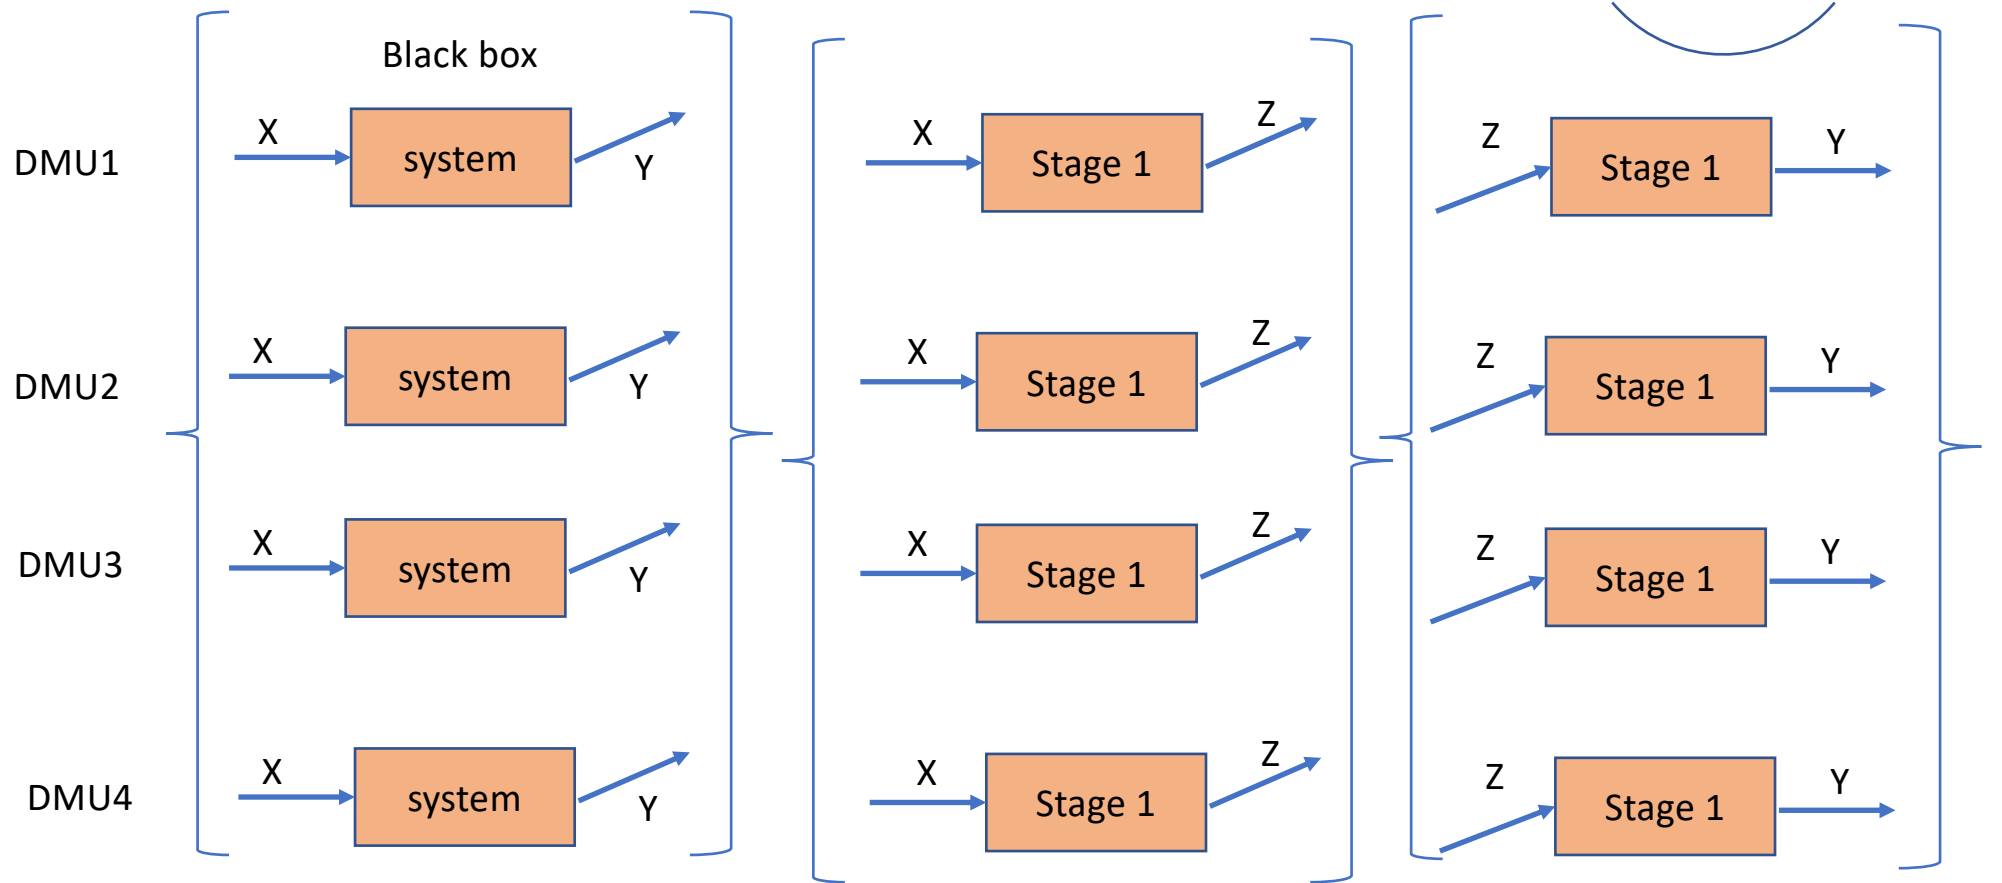 Black box
DMU1 X system Y X Stage 1 Z Z Stage 1 Y
DMU2 X system Y X Stage 1 Z Z Stage 1 Y
DMU3 X system Y X Stage 1 Z Z Stage 1 Y
DMU4 X system Y X Stage 1 Z Z Stage 1 Y